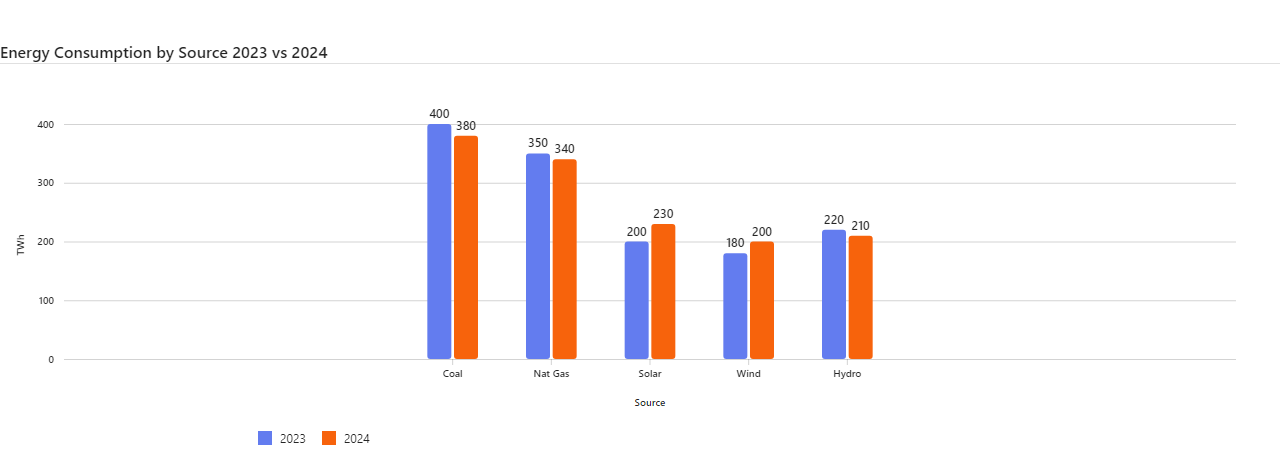 Energy Consumption by Source 2023 vs 2024
400
380
350
340
200
230
180
200
220
210
400
300
200
100
0
TWh
Coal
Nat Gas
Solar
Wind
Hydro
Source
2023
2024